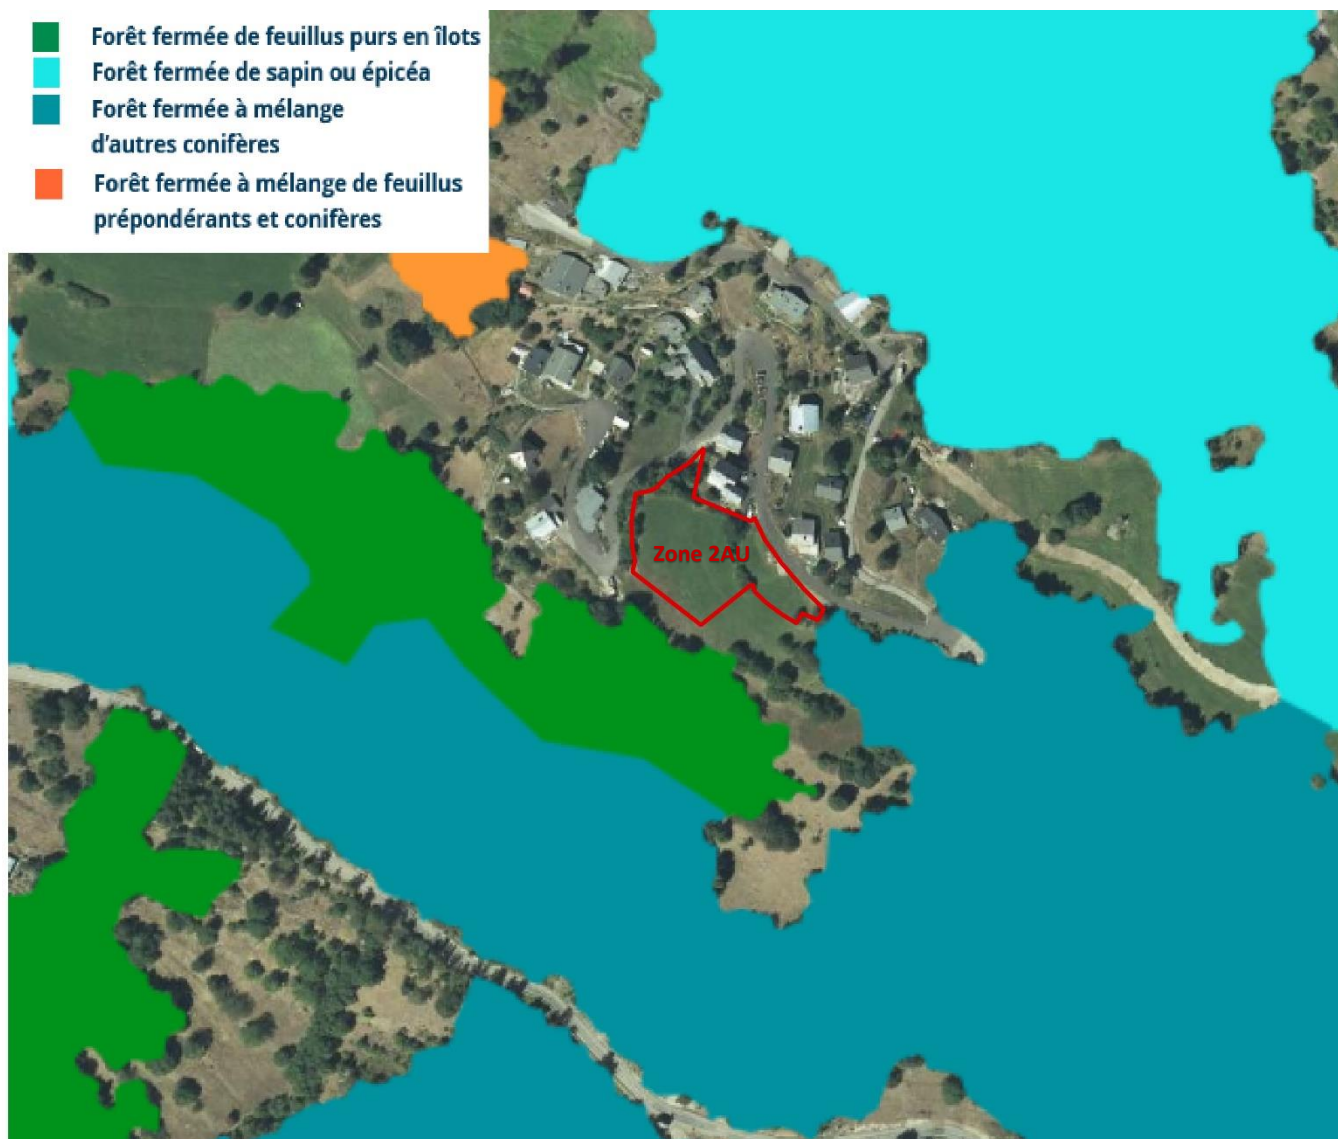 Forêt fermée de feuillus purs en îlots
Forêt fermée de sapin ou épicéa
Forêt fermée à mélange
d'autres conifères
Forêt fermée à mélange de feuillus
prépondérants et conifères
Zone 2AU